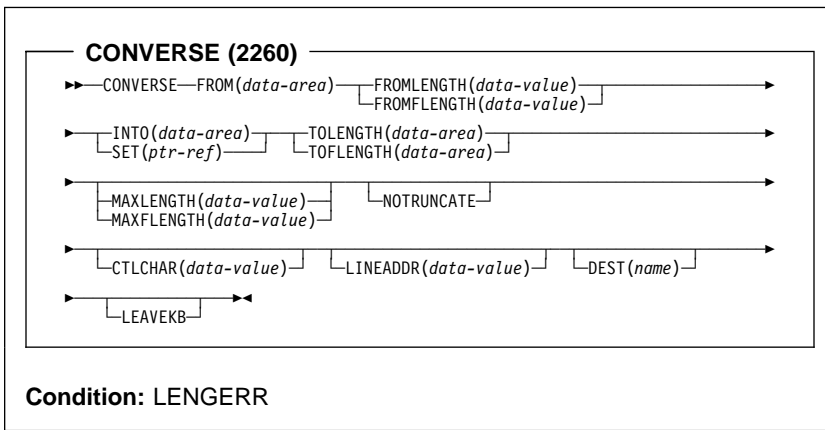 CONVERSE (2260)
CONVERSE FROM(data-area) FROMLENGTH(data-value)
FROMFLENGTH(data-value)
INTO(data-area) TOLENGTH(data-area)
SET(ptr-ref) TOFLENGTH(data-area)
MAXLENGTH(data-value) NOTRUNCATE
MAXFLENGTH(data-value)
CTLCHAR(data-value) LINEADDR(data-value) DEST(name)
LEAVEKB
Condition: LENGERR